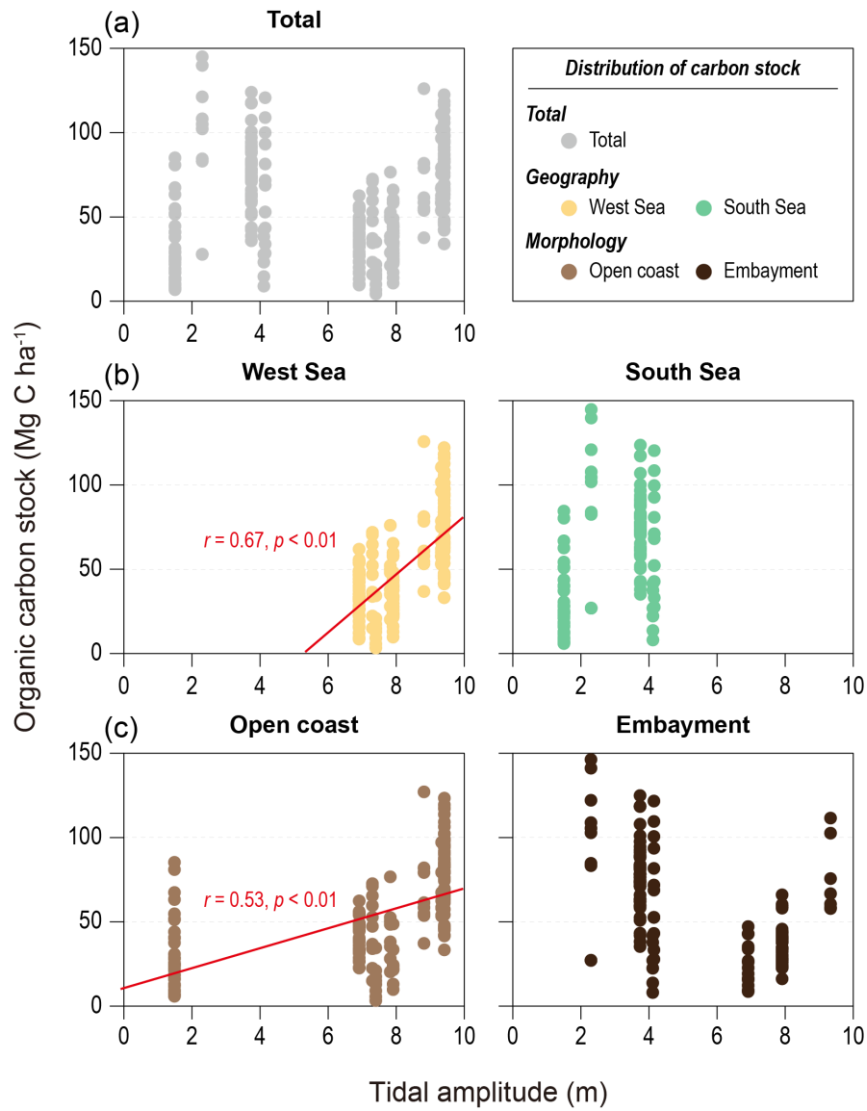 (a) Total
150
100
50
0
0 2 4 6 8 10
Distribution of carbon stock
Total
Total
Geography
West Sea South Sea
Morphology
Open coast Embayment
Organic carbon stock (Mg C ha⁻¹)
(b) West Sea
150
100
50
0
r = 0.67, p < 0.01
0 2 4 6 8 10
South Sea
0 2 4 6 8 10
(c) Open coast
150
100
50
0
r = 0.53, p < 0.01
0 2 4 6 8 10
Embayment
0 2 4 6 8 10
Tidal amplitude (m)